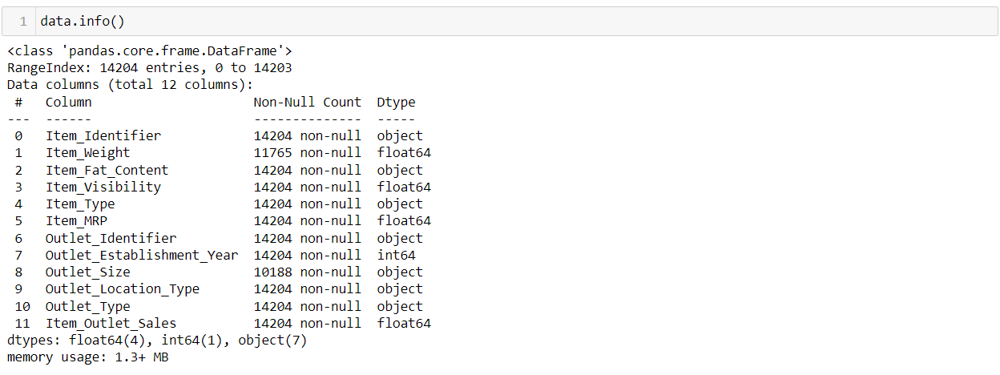 1 data.info()
<class 'pandas.core.frame.DataFrame'>
RangeIndex: 14204 entries, 0 to 14203
Data columns (total 12 columns):
 #   Column                     Non-Null Count  Dtype
---  ------                     --------------  -----
 0   Item_Identifier            14204 non-null  object
 1   Item_Weight                11765 non-null  float64
 2   Item_Fat_Content           14204 non-null  object
 3   Item_Visibility            14204 non-null  float64
 4   Item_Type                  14204 non-null  object
 5   Item_MRP                   14204 non-null  float64
 6   Outlet_Identifier          14204 non-null  object
 7   Outlet_Establishment_Year  14204 non-null  int64
 8   Outlet_Size                10188 non-null  object
 9   Outlet_Location_Type       14204 non-null  object
 10  Outlet_Type                14204 non-null  object
 11  Item_Outlet_Sales          14204 non-null  float64
dtypes: float64(4), int64(1), object(7)
memory usage: 1.3+ MB